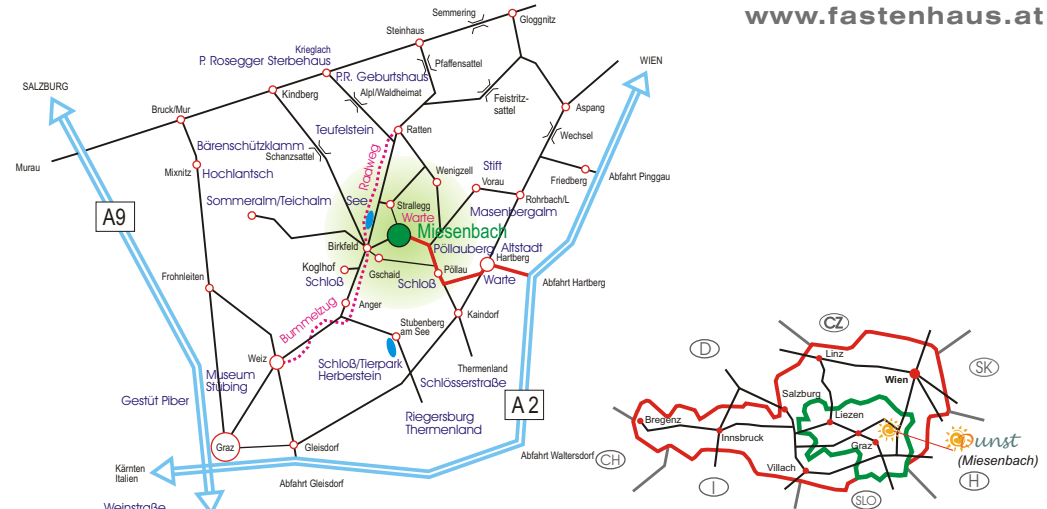 www.fastenhaus.at
Semmering
Gloggnitz
Steinhaus
Krieglach
P. Rosegger Sterbehaus
Pfaffensattel
WIEN
SALZBURG
P.R. Geburtshaus
Kindberg
Alpl/Waldheimat
Feistritz-
sattel
Bruck/Mur
Aspang
Teufelstein
Ratten
Wechsel
Bärenschützklamm
Schanzsattel
Murau
Mixnitz
Hochlantsch
Radweg
Wenigzell
Stift
Vorau
Friedberg
Abfahrt Pinggau
Sommeralm/Teichalm
See
Strallegg
Rohrbach/L
Masenbergalm
A9
Warte
Miesenbach
Birkfeld
Pöllauberg
Altstadt
Hartberg
Koglhof
Schloß
Gschaid
Pöllau
Schloß
Warte
Abfahrt Hartberg
Frohnleiten
Bummelzug
Anger
Kaindorf
Stubenberg
am See
Weiz
Museum
Stübing
Schloß/Tierpark
Herberstein
Thermenland
Schlösserstraße
Gestüt Piber
Riegersburg
Thermenland
A 2
Graz
Gleisdorf
Abfahrt Waltersdorf
Kärnten
Italien
Abfahrt Gleisdorf
Weinstraße
CZ
D
Linz
SK
Wien
Salzburg
Bregenz
Liezen
Innsbruck
Graz
Dunst
(Miesenbach)
CH
Villach
I
H
SLO